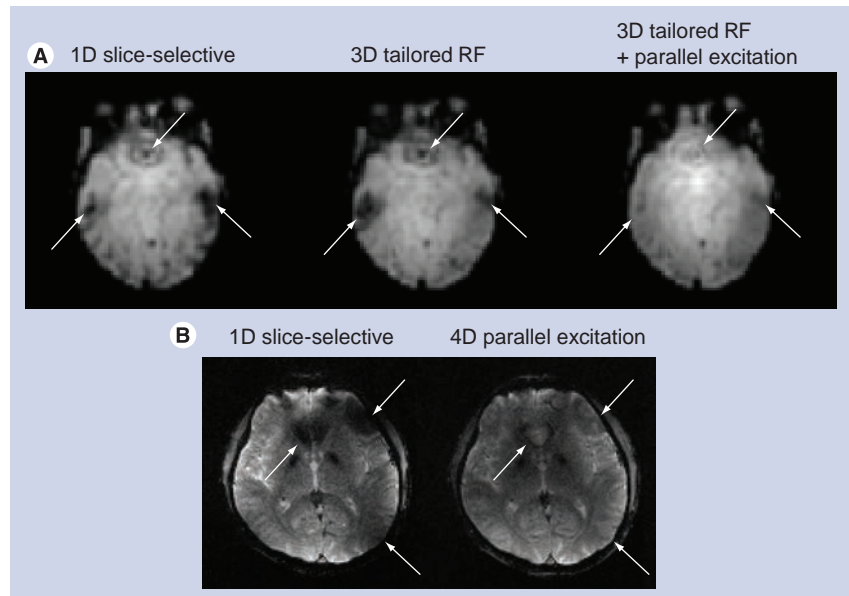 A
1D slice-selective
3D tailored RF
3D tailored RF
+ parallel excitation
B
1D slice-selective
4D parallel excitation